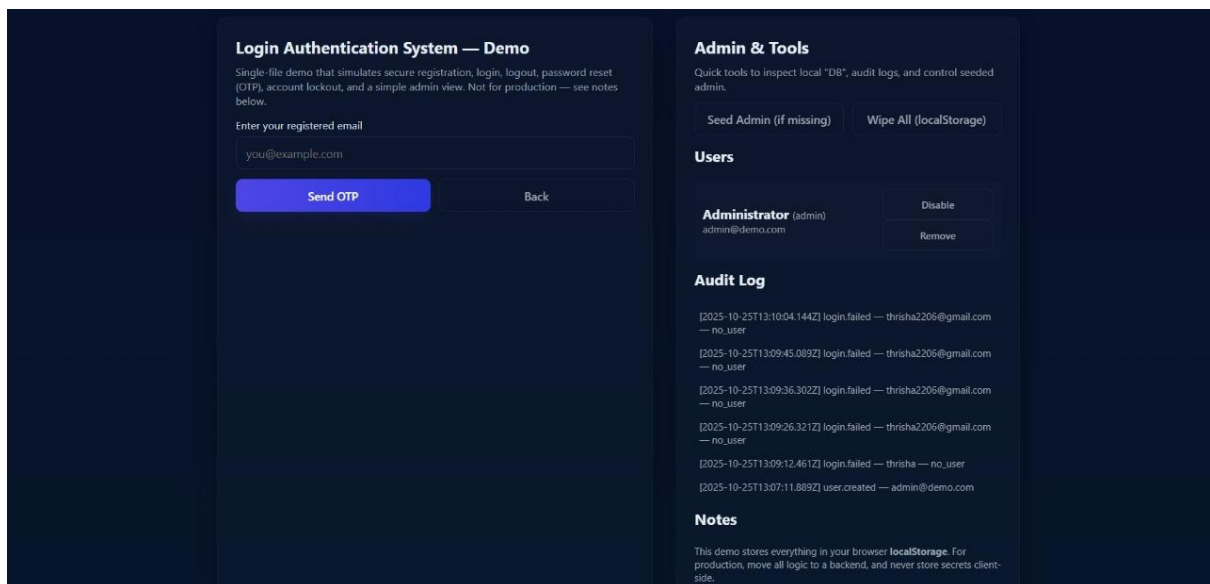 Login Authentication System — Demo
Single-file demo that simulates secure registration, login, logout, password reset
(OTP), account lockout, and a simple admin view. Not for production — see notes
below.
Enter your registered email
you@example.com
Send OTP
Back
Admin & Tools
Quick tools to inspect local "DB", audit logs, and control seeded
admin.
Seed Admin (if missing)
Wipe All (localStorage)
Users
Administrator (admin)
admin@demo.com
Disable
Remove
Audit Log
[2025-10-25T13:10:04.144Z] login.failed — thrisha2206@gmail.com
— no_user
[2025-10-25T13:09:45.089Z] login.failed — thrisha2206@gmail.com
— no_user
[2025-10-25T13:09:36.302Z] login.failed — thrisha2206@gmail.com
— no_user
[2025-10-25T13:09:26.321Z] login.failed — thrisha2206@gmail.com
— no_user
[2025-10-25T13:09:12.461Z] login.failed — thrisha — no_user
[2025-10-25T13:07:11.889Z] user.created — admin@demo.com
Notes
This demo stores everything in your browser localStorage. For
production, move all logic to a backend, and never store secrets client-
side.